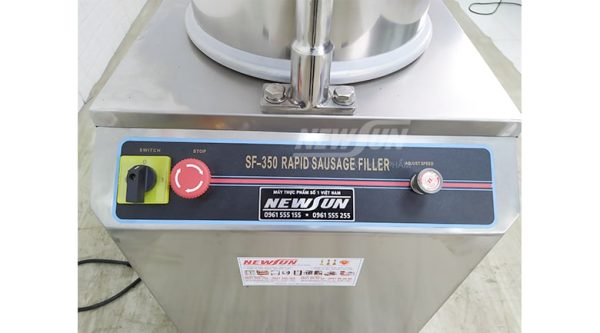 NEWSUN
SWITCH
STOP
SF-350 RAPID SAUSAGE FILLER
ADJUST SPEED
MÁY THỰC PHẨM SỐ 1 VIỆT NAM
NEWSUN
0961 555 155 • 0961 555 255
NEWSUN